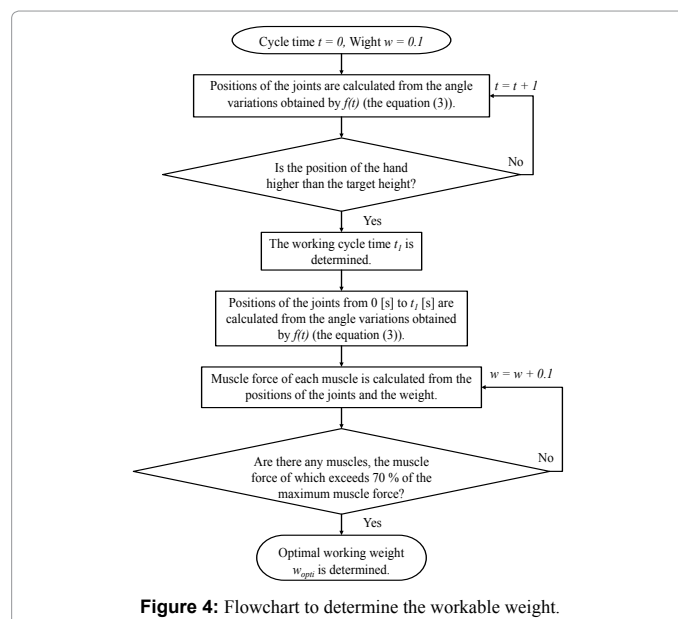 Cycle time t = 0, Wight w = 0.1
Positions of the joints are calculated from the angle
variations obtained by f(t) (the equation (3)).
t = t + 1
Is the position of the hand
higher than the target height?
No
Yes
The working cycle time t1 is
determined.
Positions of the joints from 0 [s] to t1 [s] are
calculated from the angle variations obtained
by f(t) (the equation (3)).
Muscle force of each muscle is calculated from the
positions of the joints and the weight.
w = w + 0.1
Are there any muscles, the muscle
force of which exceeds 70 % of the
maximum muscle force?
No
Yes
Optimal working weight
wopti is determined.
Figure 4: Flowchart to determine the workable weight.